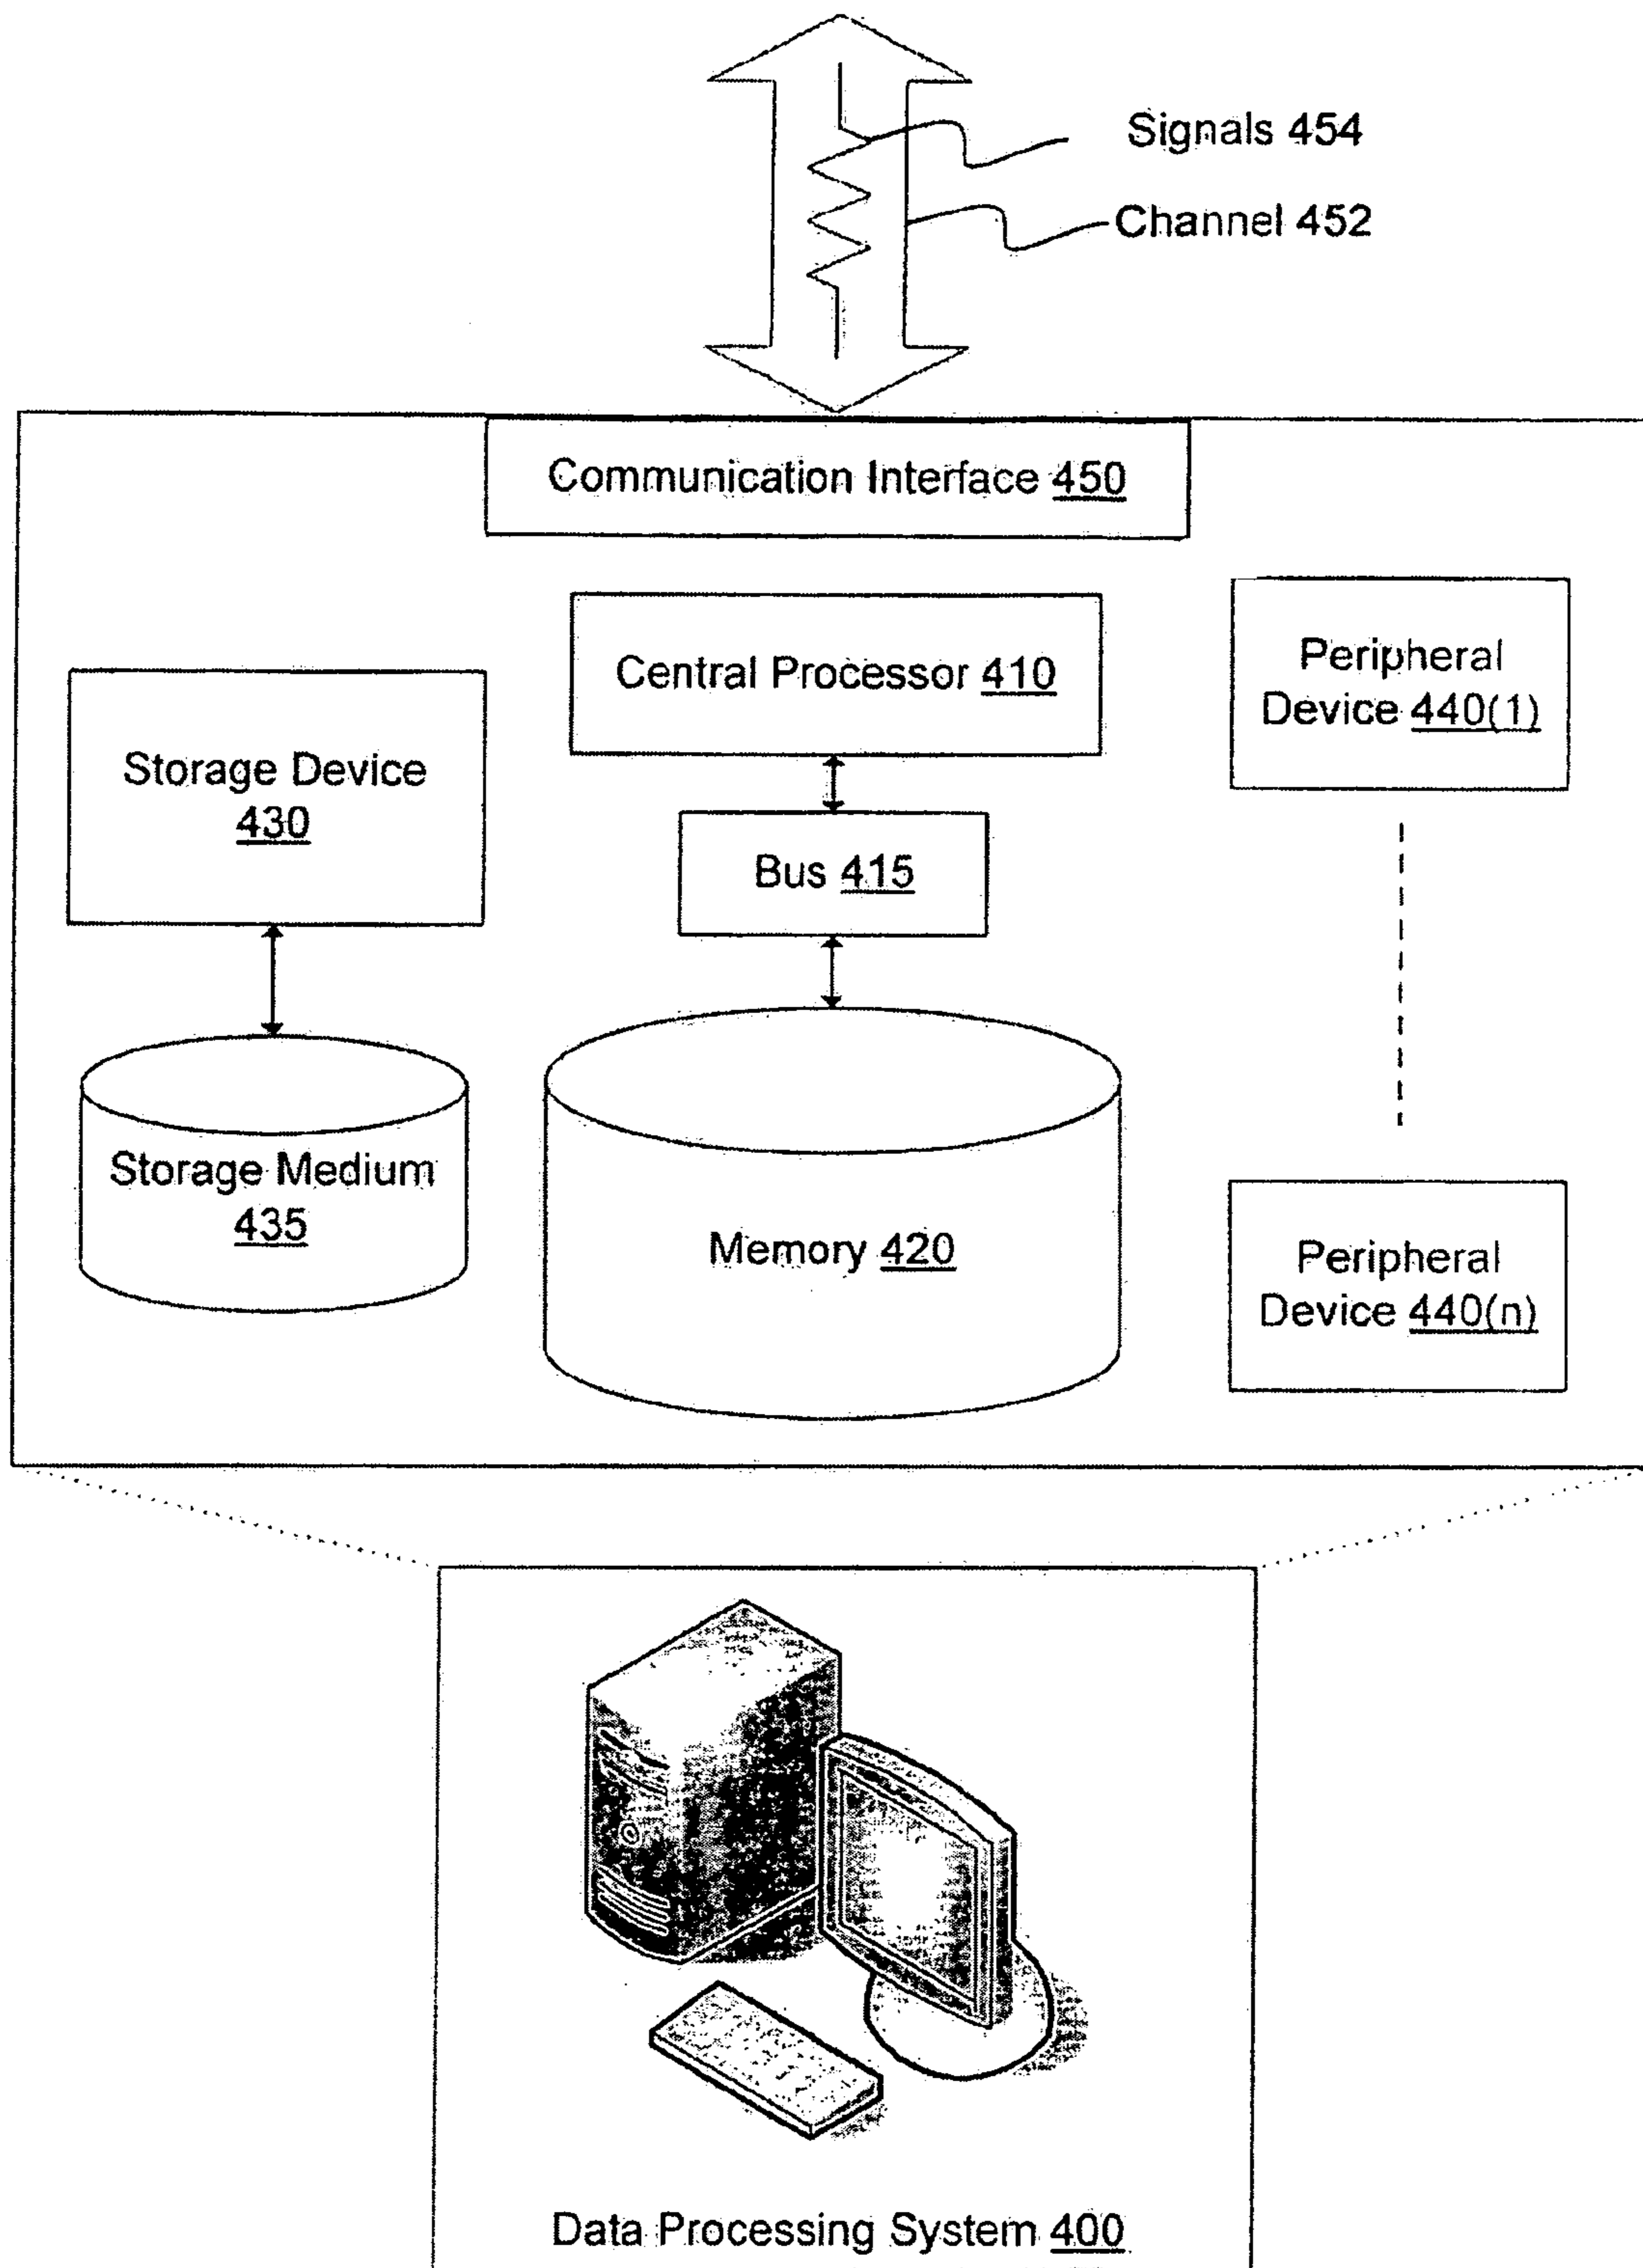 Signals 454
Channel 452
Communication Interface 450
Central Processor 410
Peripheral
Device 440(1)
Storage Device
430
Bus 415
Storage Medium
435
Memory 420
Peripheral
Device 440(n)
Data Processing System 400